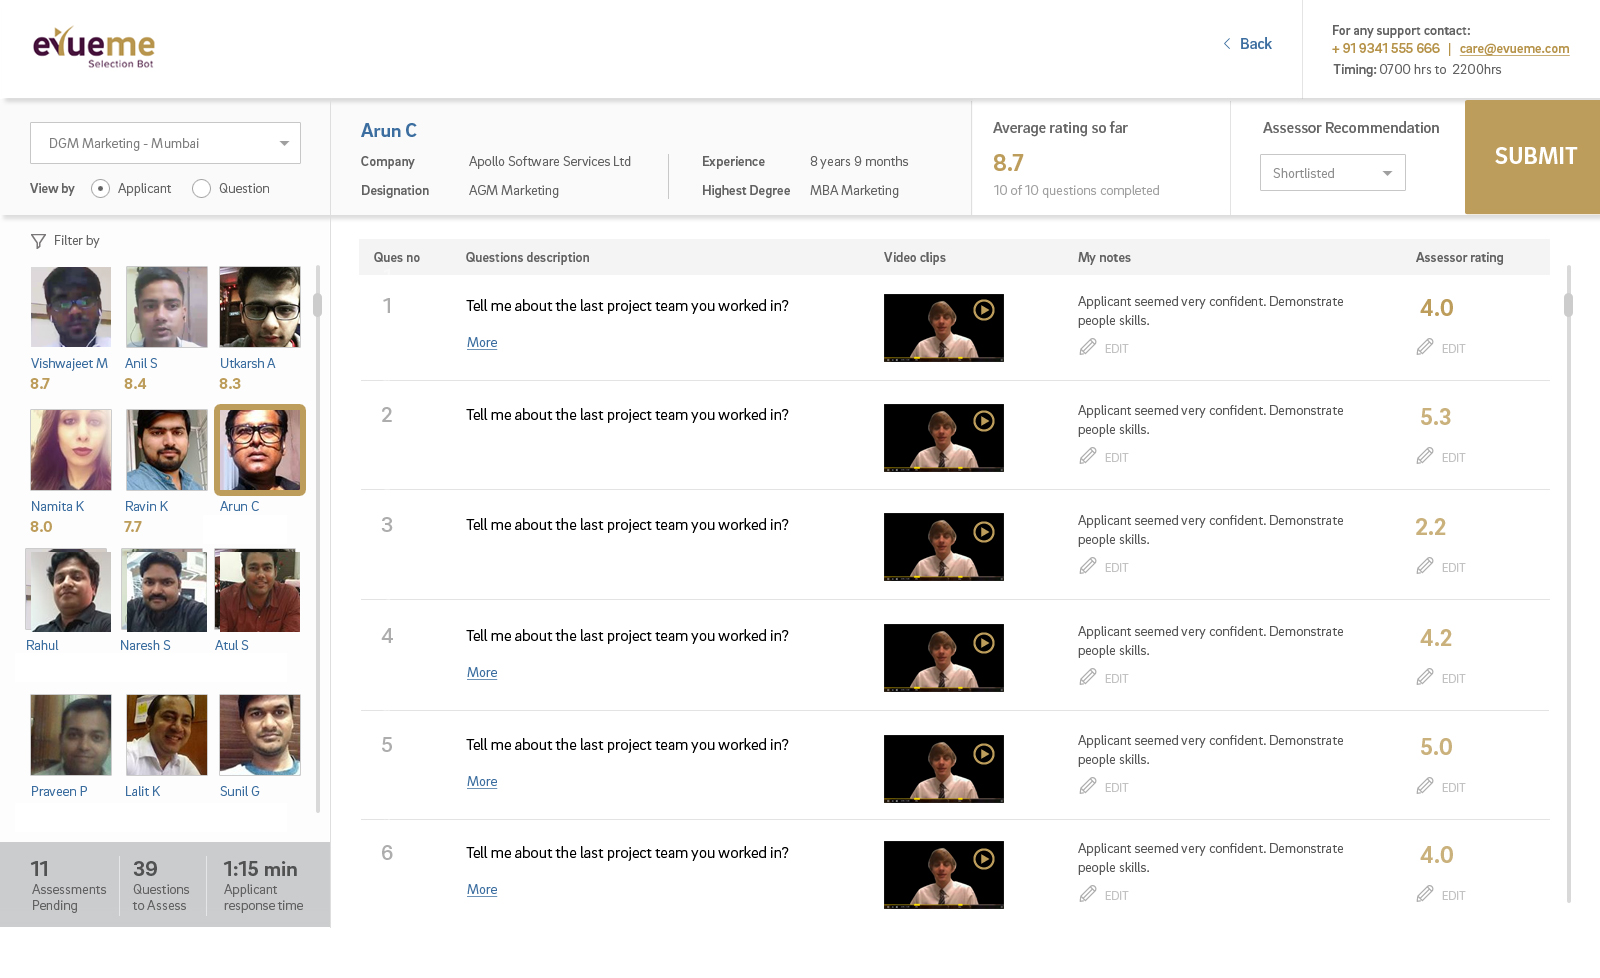 evueme
Selection Bot
Back
For any support contact:
+ 91 9341 555 666 | care@evueme.com
Timing: 0700 hrs to 2200hrs
DGM Marketing - Mumbai
View by Applicant Question
Arun C
Company Apollo Software Services Ltd
Designation AGM Marketing
Experience 8 years 9 months
Highest Degree MBA Marketing
Average rating so far
8.7
10 of 10 questions completed
Assessor Recommendation
Shortlisted
SUBMIT
Filter by
Vishwajeet M Anil S Utkarsh A
8.7 8.4 8.3
Namita K Ravin K Arun C
8.0 7.7
Rahul Naresh S Atul S
Praveen P Lalit K Sunil G
11 39 1:15 min
Assessments Questions Applicant
Pending to Assess response time
Ques no Questions description Video clips My notes Assessor rating
1 Tell me about the last project team you worked in? Applicant seemed very confident. Demonstrate 4.0
people skills.
More EDIT EDIT
2 Tell me about the last project team you worked in? Applicant seemed very confident. Demonstrate 5.3
people skills.
EDIT EDIT
3 Tell me about the last project team you worked in? Applicant seemed very confident. Demonstrate 2.2
people skills.
EDIT EDIT
4 Tell me about the last project team you worked in? Applicant seemed very confident. Demonstrate 4.2
people skills.
More EDIT EDIT
5 Tell me about the last project team you worked in? Applicant seemed very confident. Demonstrate 5.0
people skills.
More EDIT EDIT
6 Tell me about the last project team you worked in? Applicant seemed very confident. Demonstrate 4.0
people skills.
More EDIT EDIT